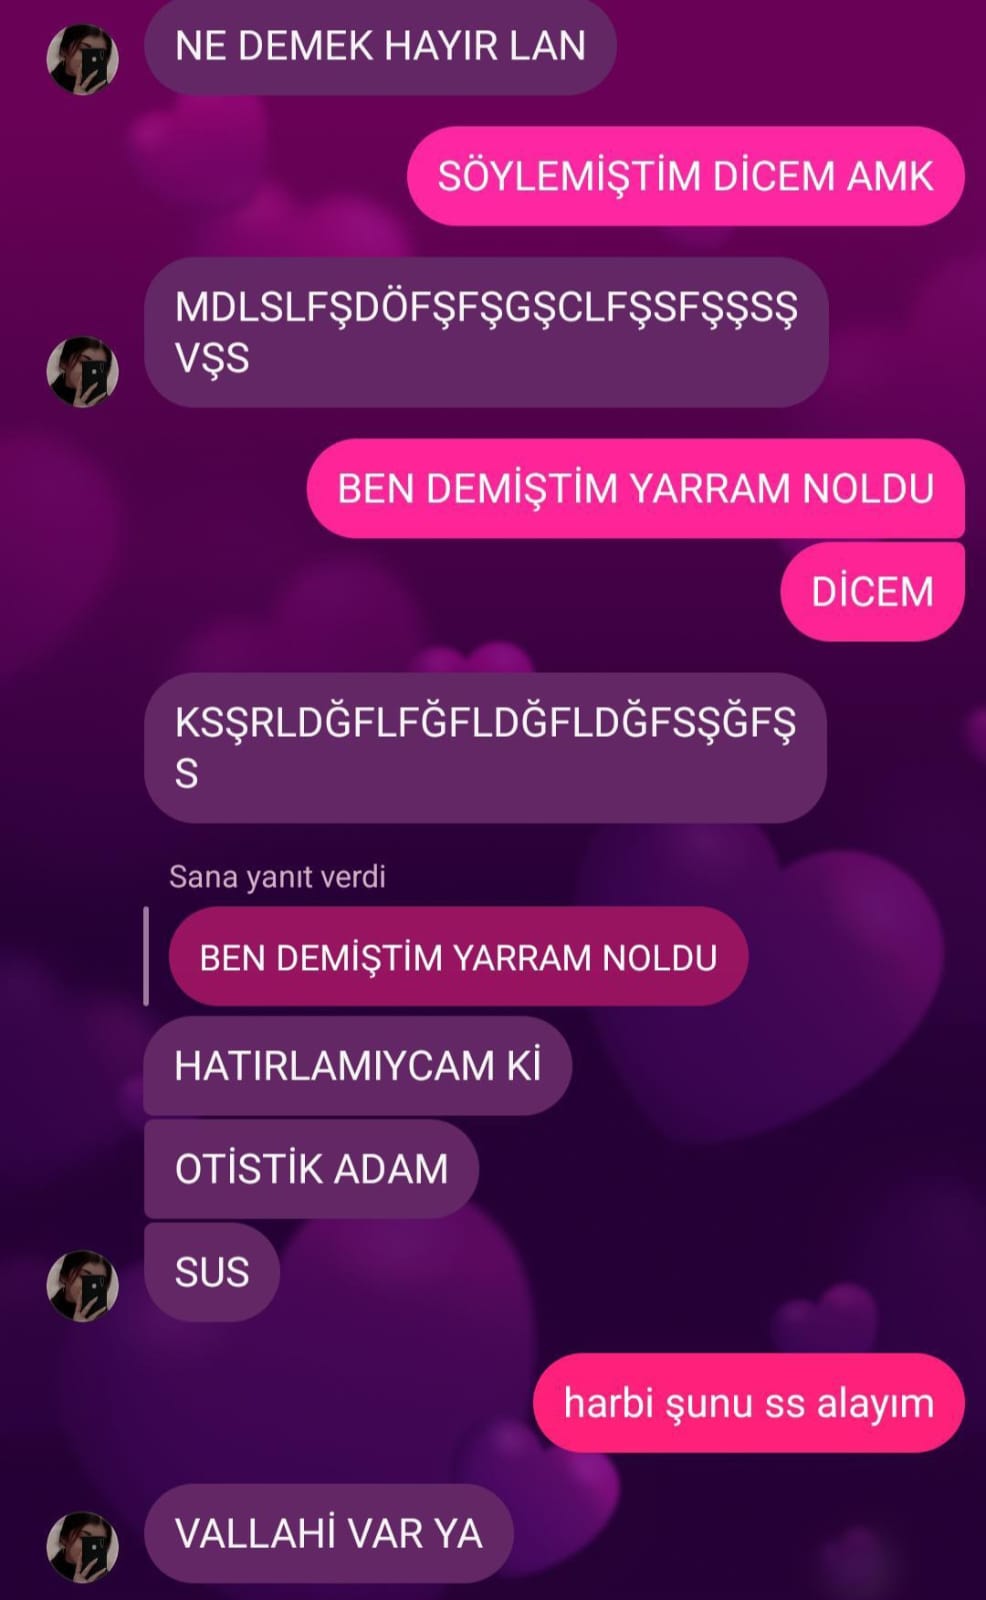 NE DEMEK HAYIR LAN
SÖYLEMİŞTİM DİCEM AMK
MDLSLFŞDÖFŞFŞGŞCLFŞSFŞŞSŞ
VŞS
BEN DEMİŞTİM YARRAM NOLDU
DİCEM
KSŞRLDĞFLFĞFLDĞFLDĞFSŞĞFŞ
S
Sana yanıt verdi
BEN DEMİŞTİM YARRAM NOLDU
HATIRLAMIYCAM Kİ
OTİSTİK ADAM
SUS
harbi şunu ss alayım
VALLAHİ VAR YA